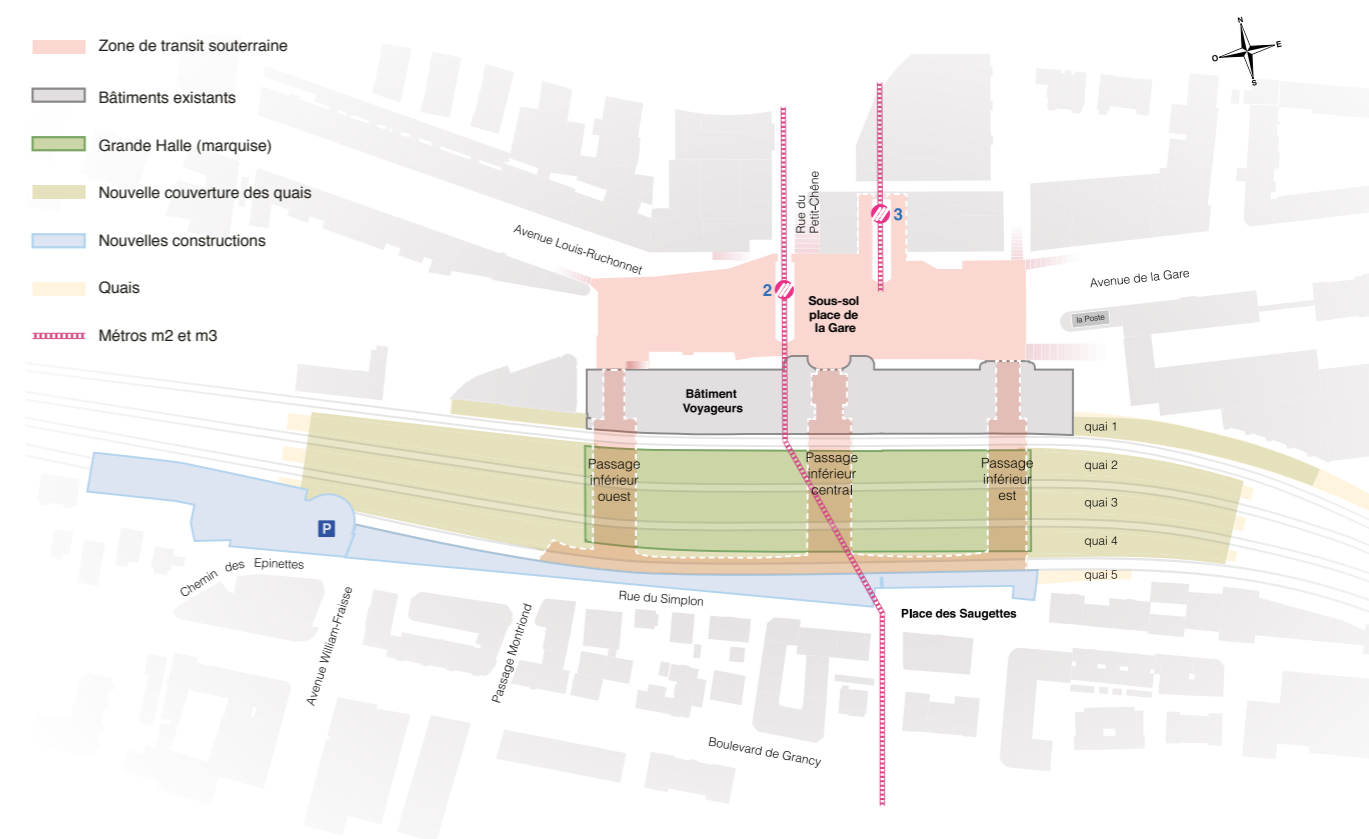 Zone de transit souterraine
Bâtiments existants
Grande Halle (marquise)
Nouvelle couverture des quais
Nouvelles constructions
Quais
Métros m2 et m3
N
O
E
S
Rue du
Petit-Chêne
3
Avenue Louis-Ruchonnet
2
Sous-sol
place de
la Gare
Avenue de la Gare
la Poste
Bâtiment
Voyageurs
quai 1
Passage
inférieur
ouest
Passage
inférieur
central
Passage
inférieur
est
quai 2
quai 3
quai 4
quai 5
P
Chemin des Epinettes
Rue du Simplon
Place des Saugettes
Avenue William-Fraisse
Passage Montriond
Boulevard de Grancy